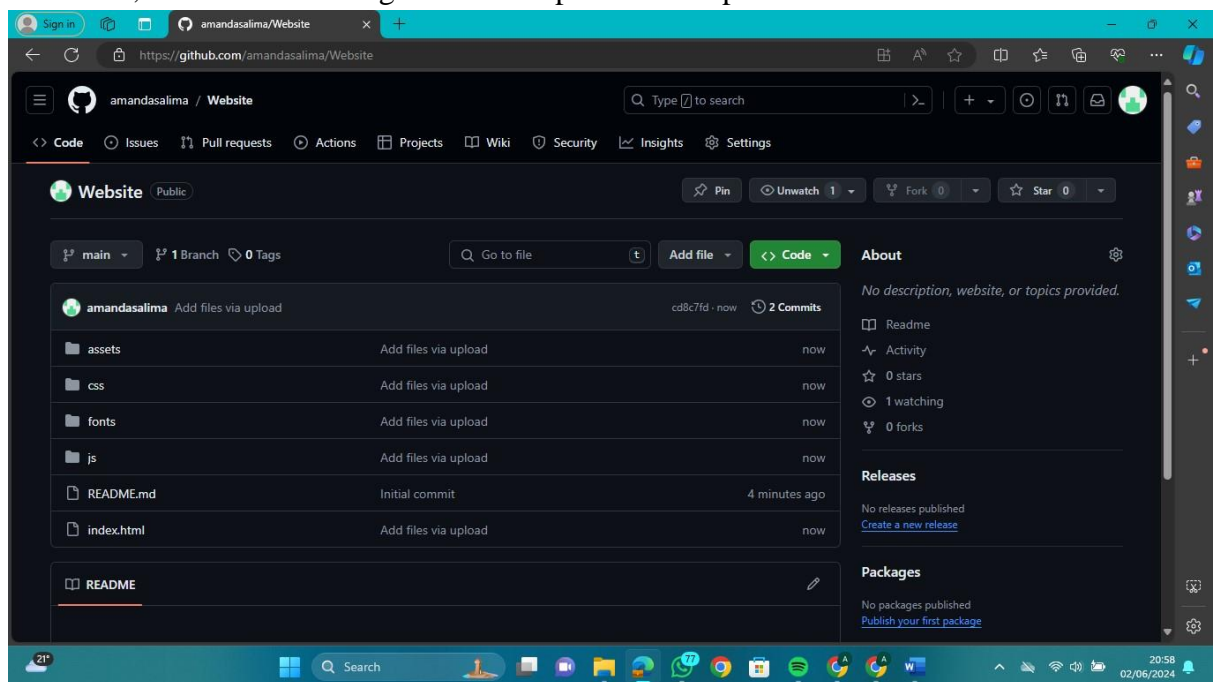 Sign in
amandasalima/Website
https://github.com/amandasalima/Website
amandasalima / Website
Type / to search
Code Issues Pull requests Actions Projects Wiki Security Insights Settings
Website Public
Pin Unwatch 1 Fork 0 Star 0
main 1 Branch 0 Tags
Go to file t Add file Code
About
No description, website, or topics provided.
amandasalima Add files via upload cd8c7fd · now 2 Commits
assets Add files via upload now
css Add files via upload now
fonts Add files via upload now
js Add files via upload now
README.md Initial commit 4 minutes ago
index.html Add files via upload now
README
Readme
Activity
0 stars
1 watching
0 forks
Releases
No releases published
Create a new release
Packages
No packages published
Publish your first package
21°
Search
77
20:58
02/06/2024